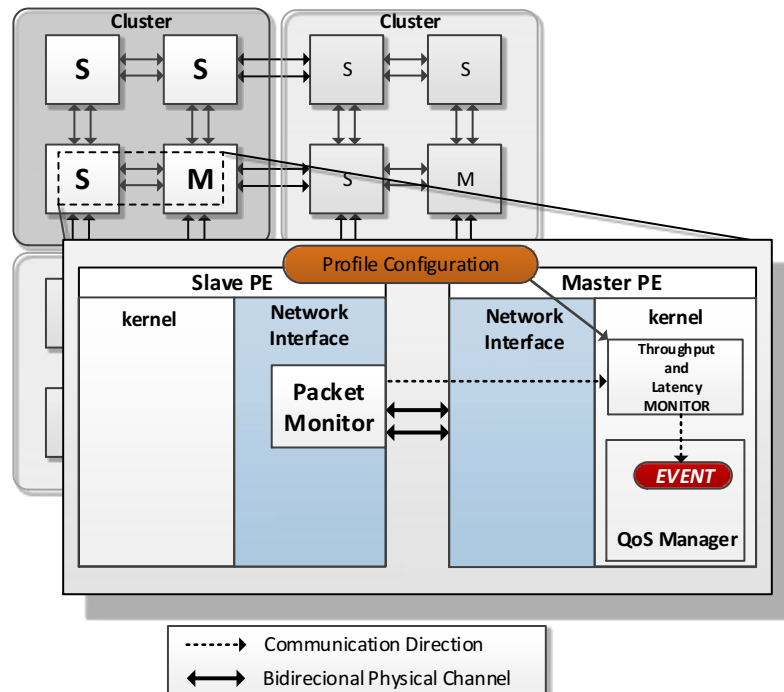 Cluster
Cluster
S
S
S
S
S
M
S
M
Profile Configuration
Slave PE
Master PE
kernel
Network
Interface
Packet
Monitor
Network
Interface
kernel
Throughput
and
Latency
MONITOR
EVENT
QoS Manager
Communication Direction
Bidirecional Physical Channel